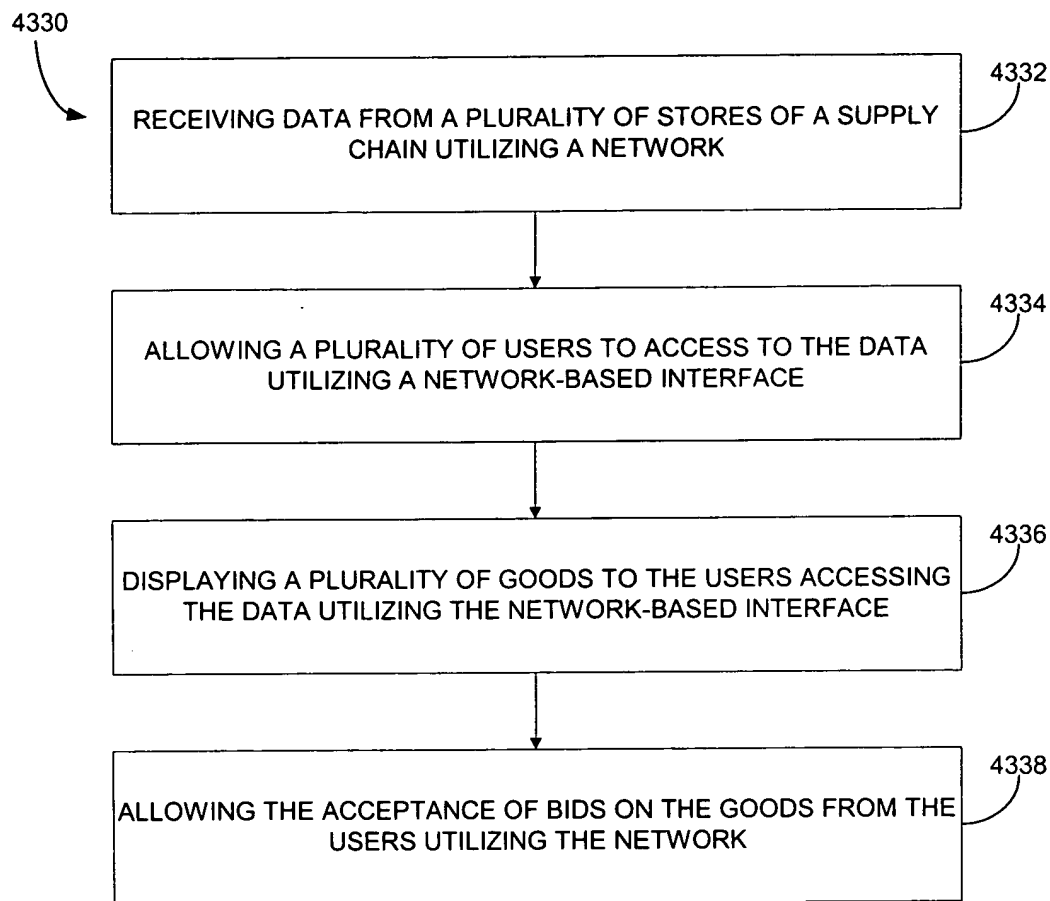 4330
4332
RECEIVING DATA FROM A PLURALITY OF STORES OF A SUPPLY
CHAIN UTILIZING A NETWORK
4334
ALLOWING A PLURALITY OF USERS TO ACCESS TO THE DATA
UTILIZING A NETWORK-BASED INTERFACE
4336
DISPLAYING A PLURALITY OF GOODS TO THE USERS ACCESSING
THE DATA UTILIZING THE NETWORK-BASED INTERFACE
4338
ALLOWING THE ACCEPTANCE OF BIDS ON THE GOODS FROM THE
USERS UTILIZING THE NETWORK